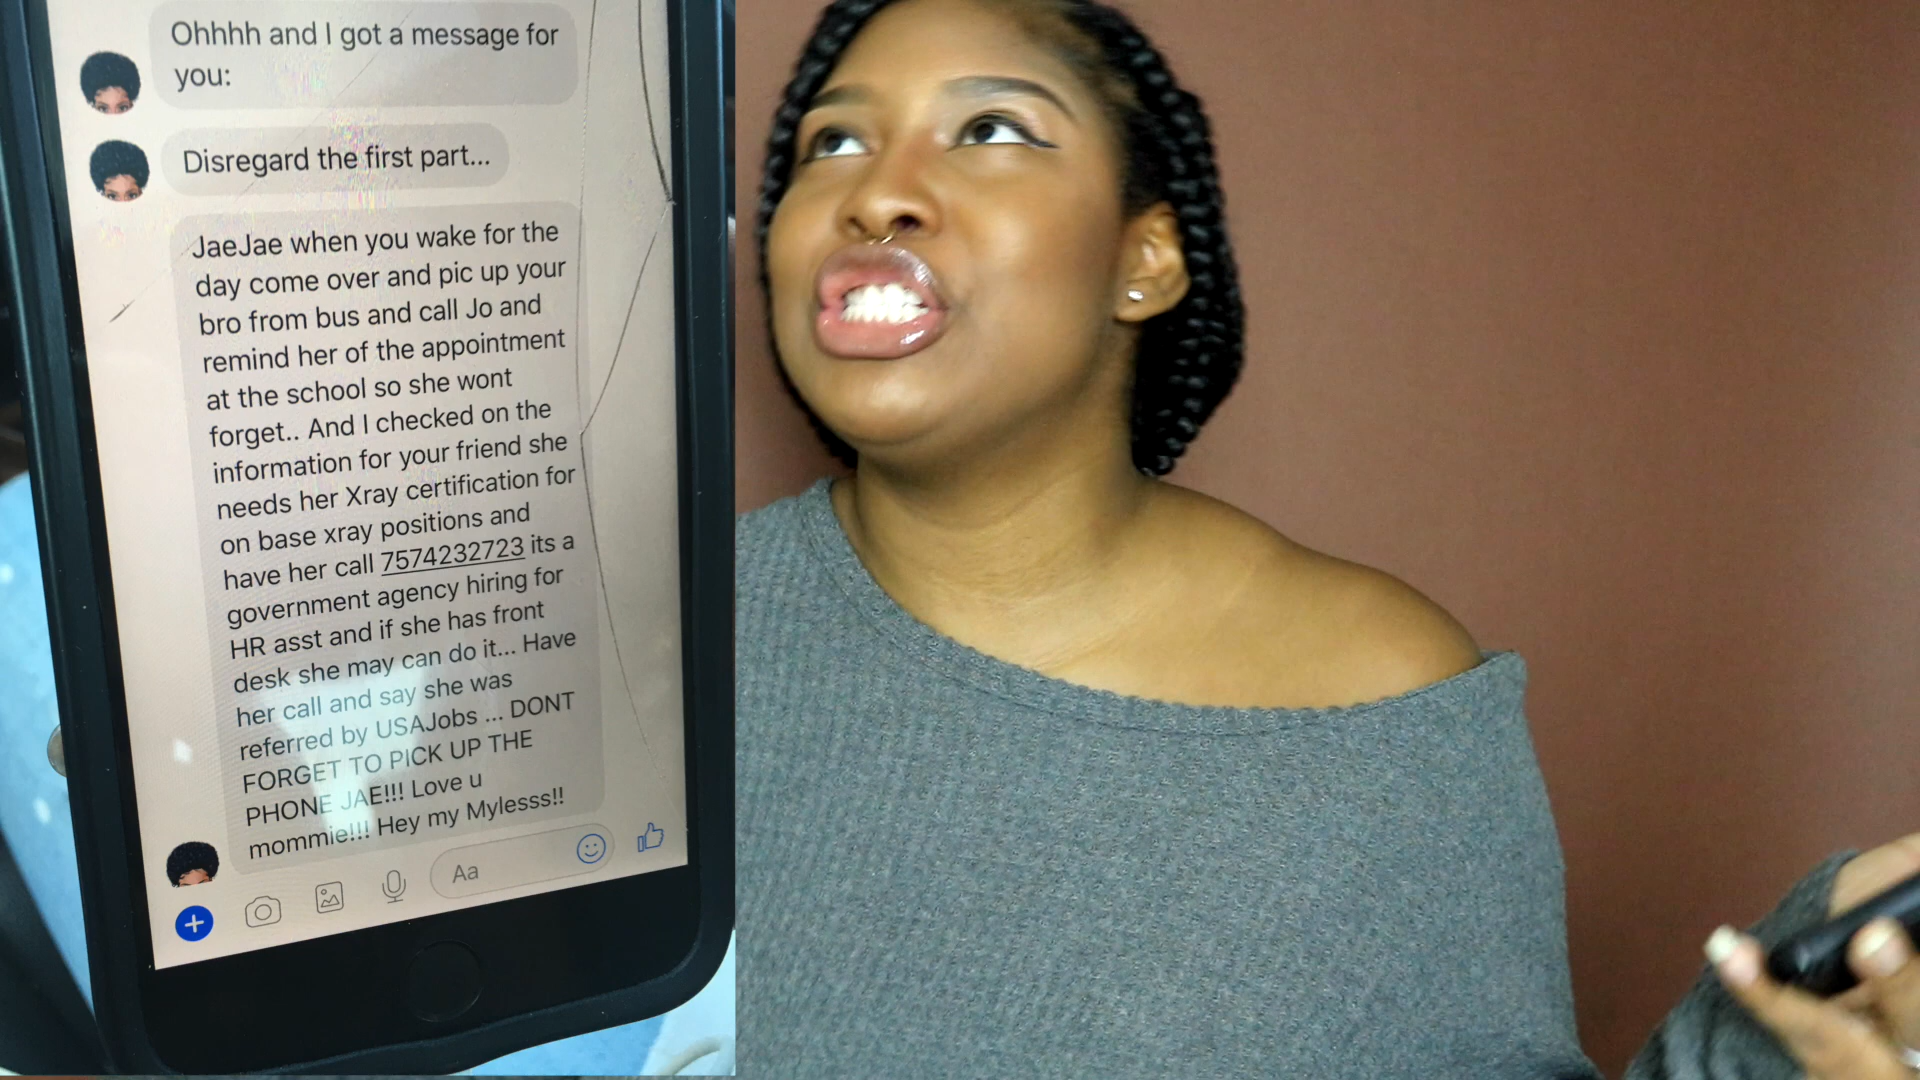 Ohhhh and I got a message for
you:
Disregard the first part...
JaeJae when you wake for the
day come over and pic up your
bro from bus and call Jo and
remind her of the appointment
at the school so she wont
forget.. And I checked on the
information for your friend she
needs her Xray certification for
on base xray positions and
have her call 7574232723 its a
government agency hiring for
HR asst and if she has front
desk she may can do it... Have
her call and say she was
referred by USAJobs ... DONT
FORGET TO PICK UP THE
PHONE JAE!!! Love u
mommie!!! Hey my Mylesss!!
Aa